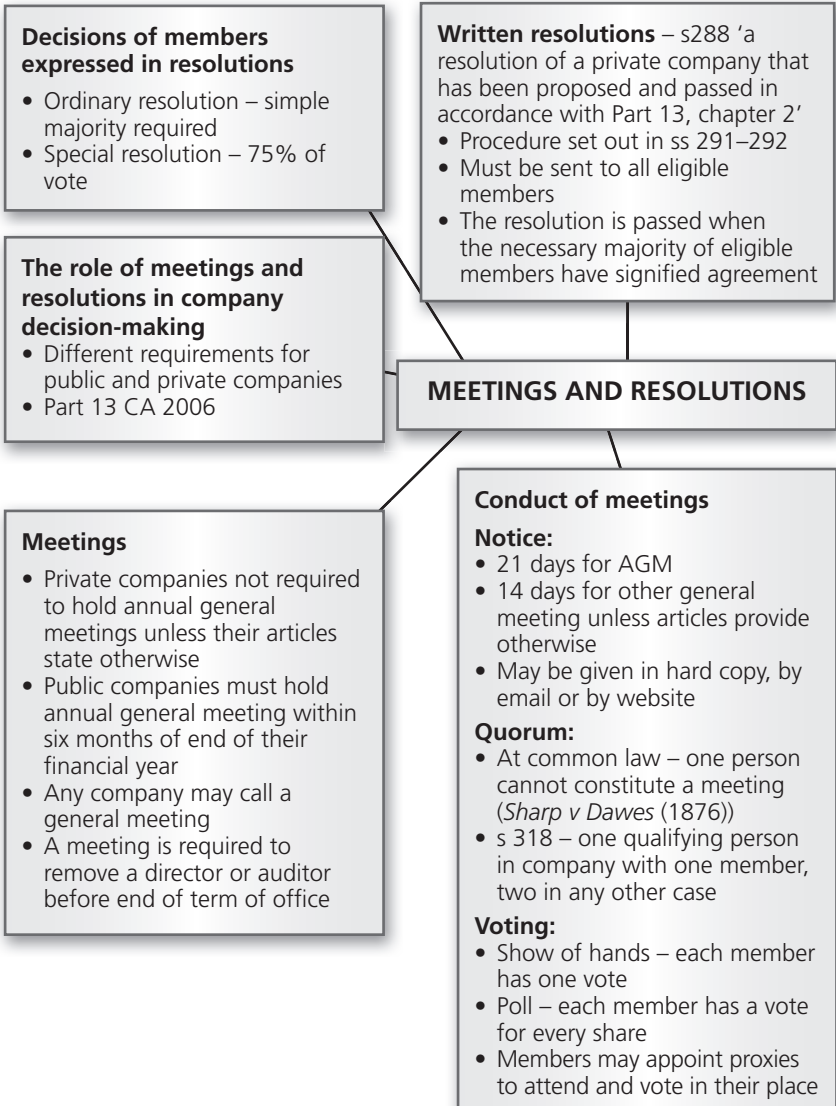 Decisions of members
expressed in resolutions
• Ordinary resolution – simple
majority required
• Special resolution – 75% of
vote
Written resolutions – s288 ‘a
resolution of a private company that
has been proposed and passed in
accordance with Part 13, chapter 2’
• Procedure set out in ss 291–292
• Must be sent to all eligible
members
• The resolution is passed when
the necessary majority of eligible
members have signified agreement
The role of meetings and
resolutions in company
decision-making
• Different requirements for
public and private companies
• Part 13 CA 2006
MEETINGS AND RESOLUTIONS
Meetings
• Private companies not required
to hold annual general
meetings unless their articles
state otherwise
• Public companies must hold
annual general meeting within
six months of end of their
financial year
• Any company may call a
general meeting
• A meeting is required to
remove a director or auditor
before end of term of office
Conduct of meetings
Notice:
• 21 days for AGM
• 14 days for other general
meeting unless articles provide
otherwise
• May be given in hard copy, by
email or by website
Quorum:
• At common law – one person
cannot constitute a meeting
(Sharp v Dawes (1876))
• s 318 – one qualifying person
in company with one member,
two in any other case
Voting:
• Show of hands – each member
has one vote
• Poll – each member has a vote
for every share
• Members may appoint proxies
to attend and vote in their place